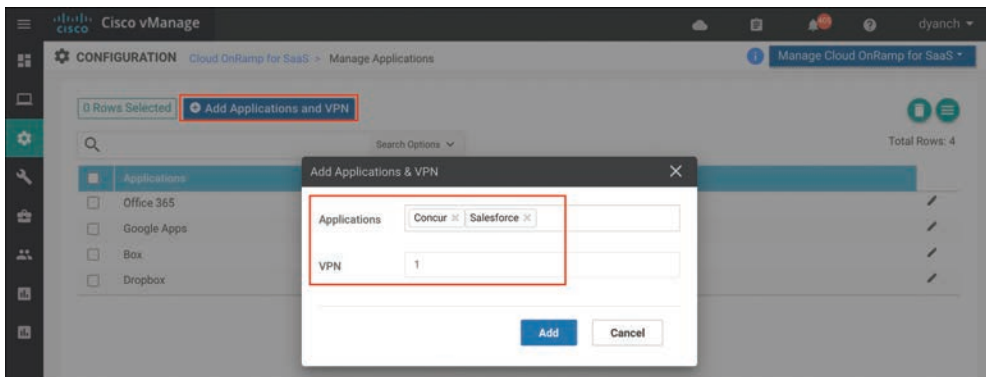 cisco Cisco vManage
dyanch
CONFIGURATION Cloud OnRamp for SaaS > Manage Applications
Manage Cloud OnRamp for SaaS
0 Rows Selected Add Applications and VPN
Search Options
Total Rows: 4
Applications
Add Applications & VPN
Office 365
Google Apps
Box
Dropbox
Applications Concur Salesforce
VPN 1
Add Cancel